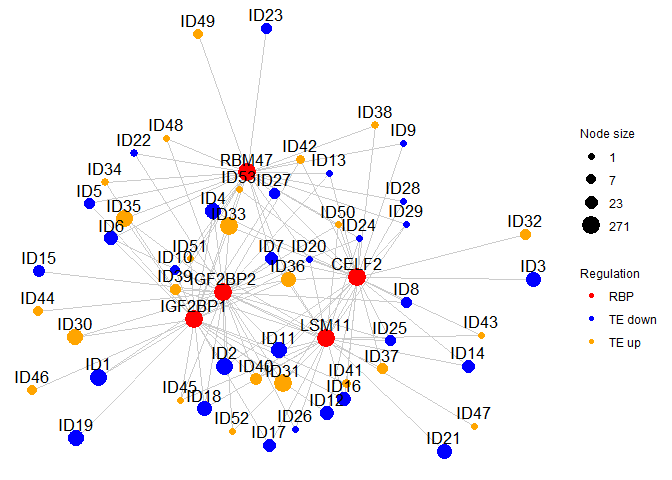 ID23
ID49
ID38
ID48
ID9
ID22
ID42
RBM47
ID34
ID13
ID53
ID5
ID27
ID28
ID35
ID4
ID33
ID50
ID29
ID6
ID24
ID32
ID51
ID7
ID20
ID15
ID10
IGF2BP2
ID36
CELF2
ID3
ID39
ID8
ID44
IGF2BP1
LSM11
ID43
ID30
ID11
ID25
ID1
ID2
ID37
ID14
ID46
ID40
ID31
ID41
ID45
ID18
ID12
ID16
ID19
ID52
ID26
ID47
ID17
ID21
Node size
1
7
23
271
Regulation
RBP
TE down
TE up